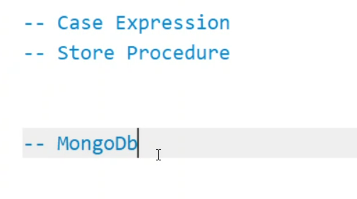 -- Case Expression
-- Store Procedure
-- MongoDb